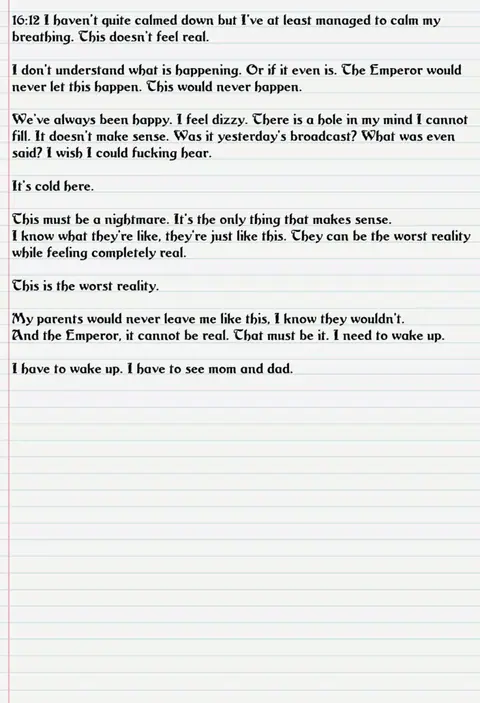 16:12 I haven't quite calmed down but I've at least managed to calm my
breathing. This doesn't feel real.
I don't understand what is happening. Or if it even is. The Emperor would
never let this happen. This would never happen.
We've always been happy. I feel dizzy. There is a hole in my mind I cannot
fill. It doesn't make sense. Was it yesterday's broadcast? What was even
said? I wish I could fucking hear.
It's cold here.
This must be a nightmare. It's the only thing that makes sense.
I know what they're like, they're just like this. They can be the worst reality
while feeling completely real.
This is the worst reality.
My parents would never leave me like this, I know they wouldn't.
And the Emperor, it cannot be real. That must be it. I need to wake up.
I have to wake up. I have to see mom and dad.